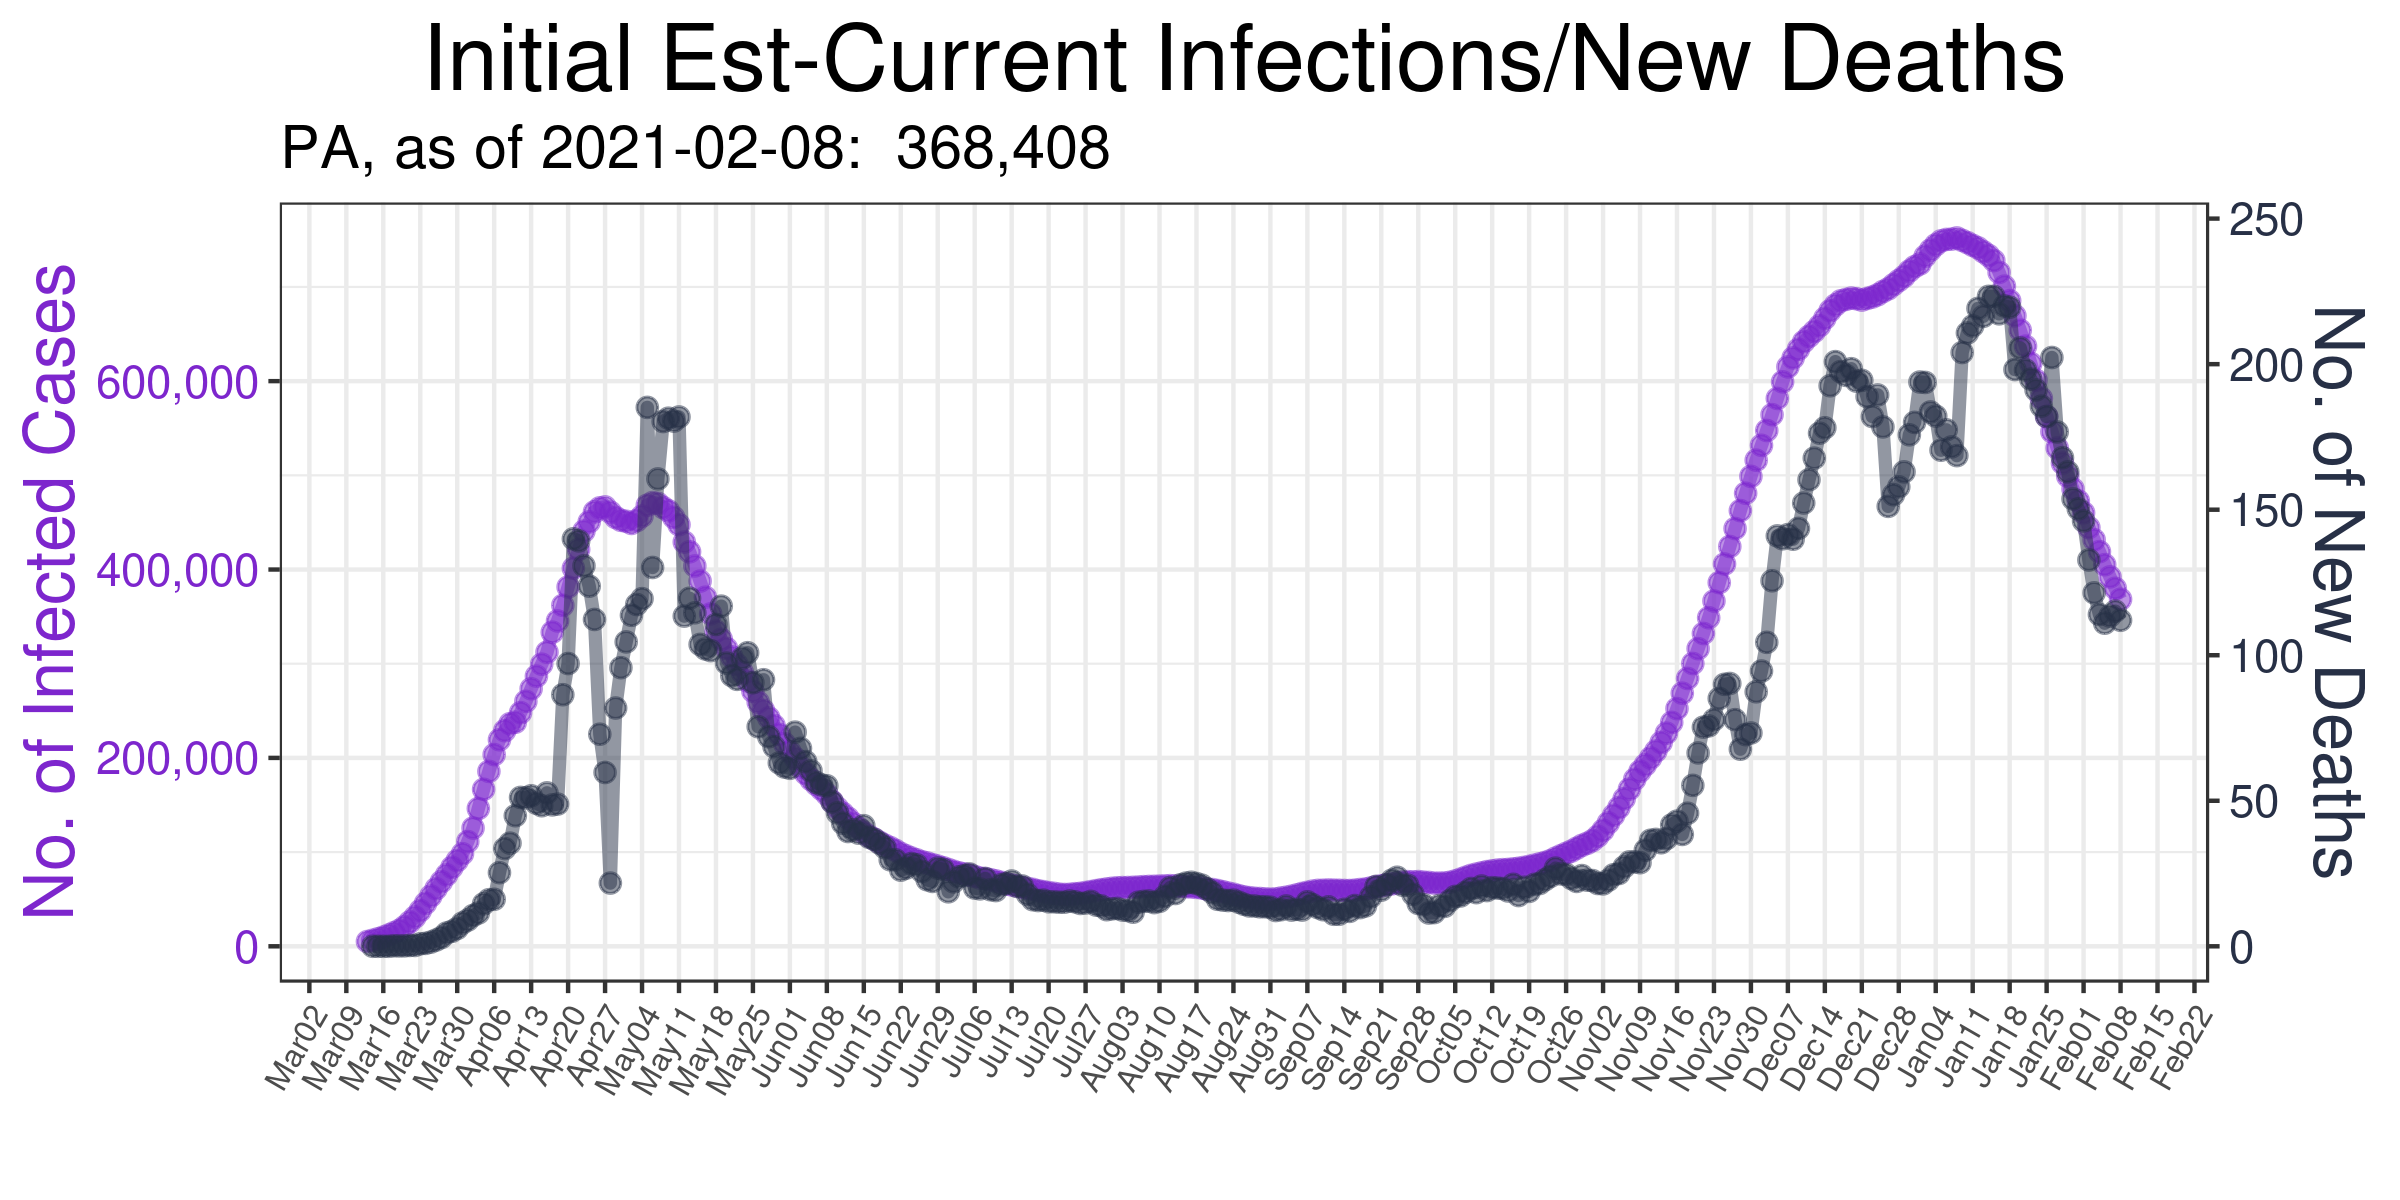 Initial Est-Current Infections/New Deaths
PA, as of 2021-02-08:  368,408
No. of Infected Cases
600,000
400,000
200,000
0
250
200
150
100
50
0
No. of New Deaths
Mar02
Mar09
Mar16
Mar23
Mar30
Apr06
Apr13
Apr20
Apr27
May04
May11
May18
May25
Jun01
Jun08
Jun15
Jun22
Jun29
Jul06
Jul13
Jul20
Jul27
Aug03
Aug10
Aug17
Aug24
Aug31
Sep07
Sep14
Sep21
Sep28
Oct05
Oct12
Oct19
Oct26
Nov02
Nov09
Nov16
Nov23
Nov30
Dec07
Dec14
Dec21
Dec28
Jan04
Jan11
Jan18
Jan25
Feb01
Feb08
Feb15
Feb22